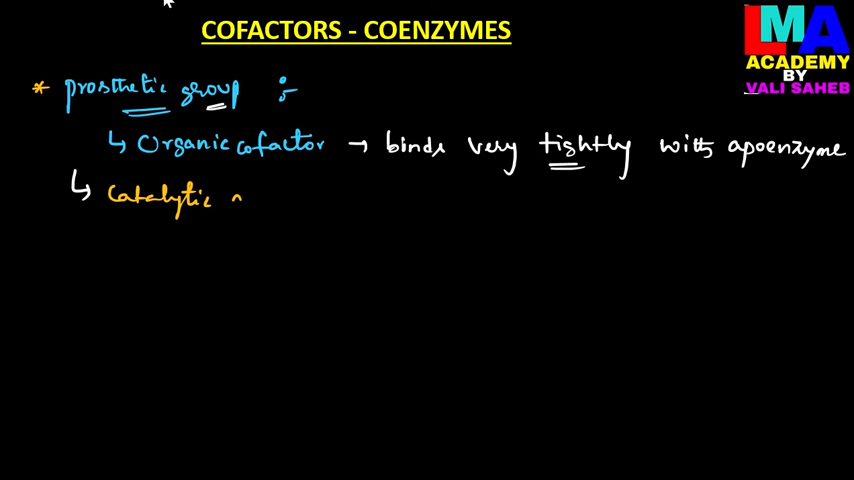 COFACTORS - COENZYMES
LMA
ACADEMY
BY
VALI SAHEB
* prosthetic group :-
↳ Organic cofactor → binds very tightly with apoenzyme
↳ Catalytic